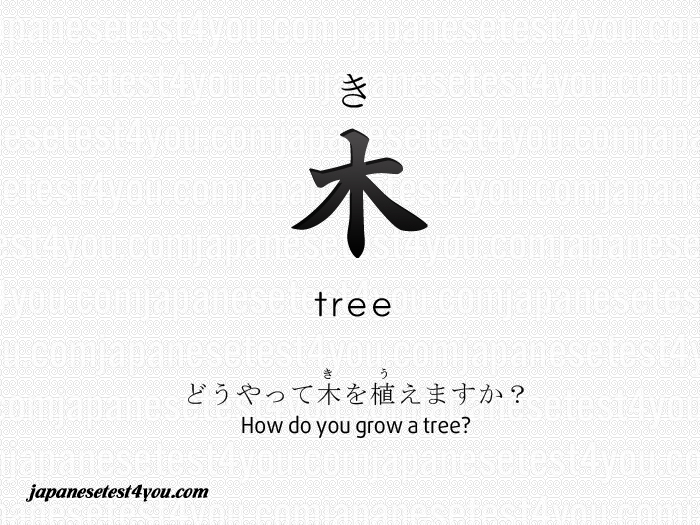 き
木
tree
き う
どうやって木を植えますか？
How do you grow a tree?
japanesetest4you.com